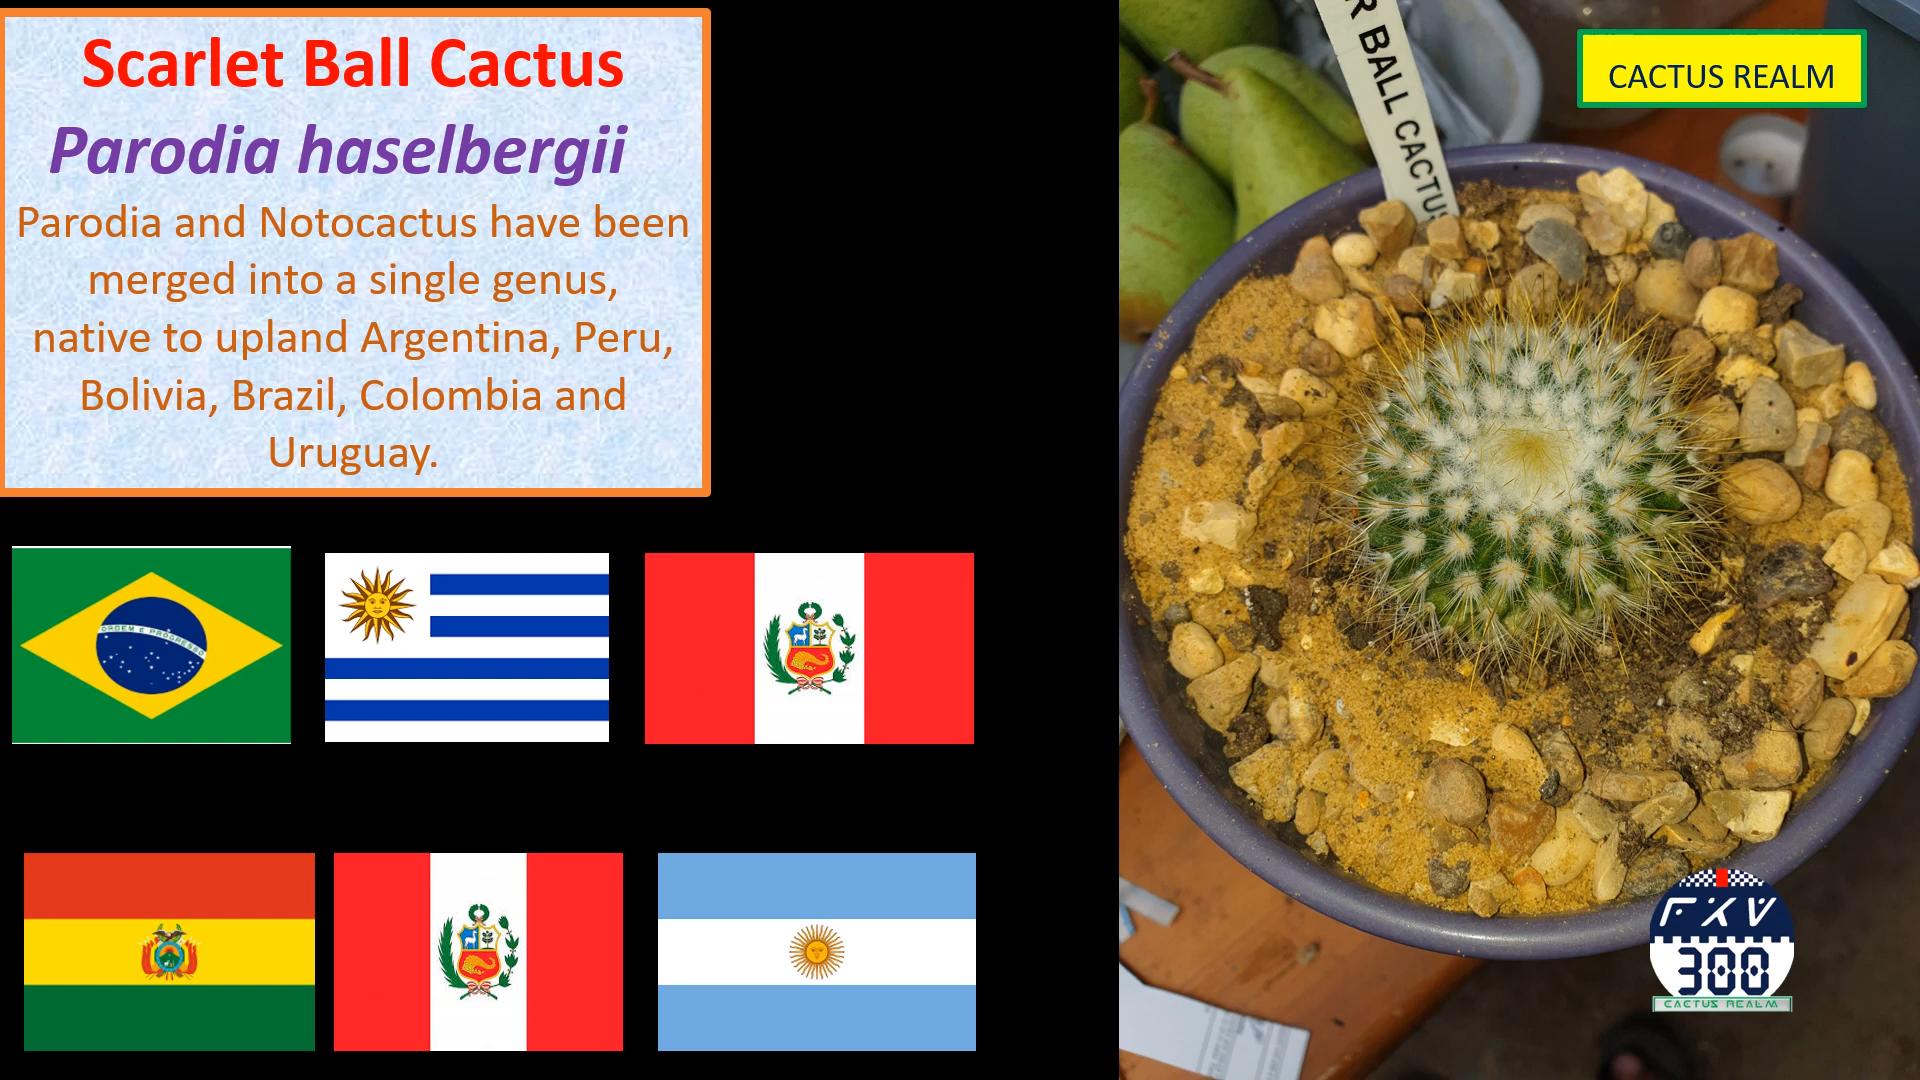 Scarlet Ball Cactus
Parodia haselbergii
Parodia and Notocactus have been
merged into a single genus,
native to upland Argentina, Peru,
Bolivia, Brazil, Colombia and
Uruguay.
CACTUS REALM
R BALL CACTUS
ORDEM E PROGRESSO
FXV
300
CACTUS REALM